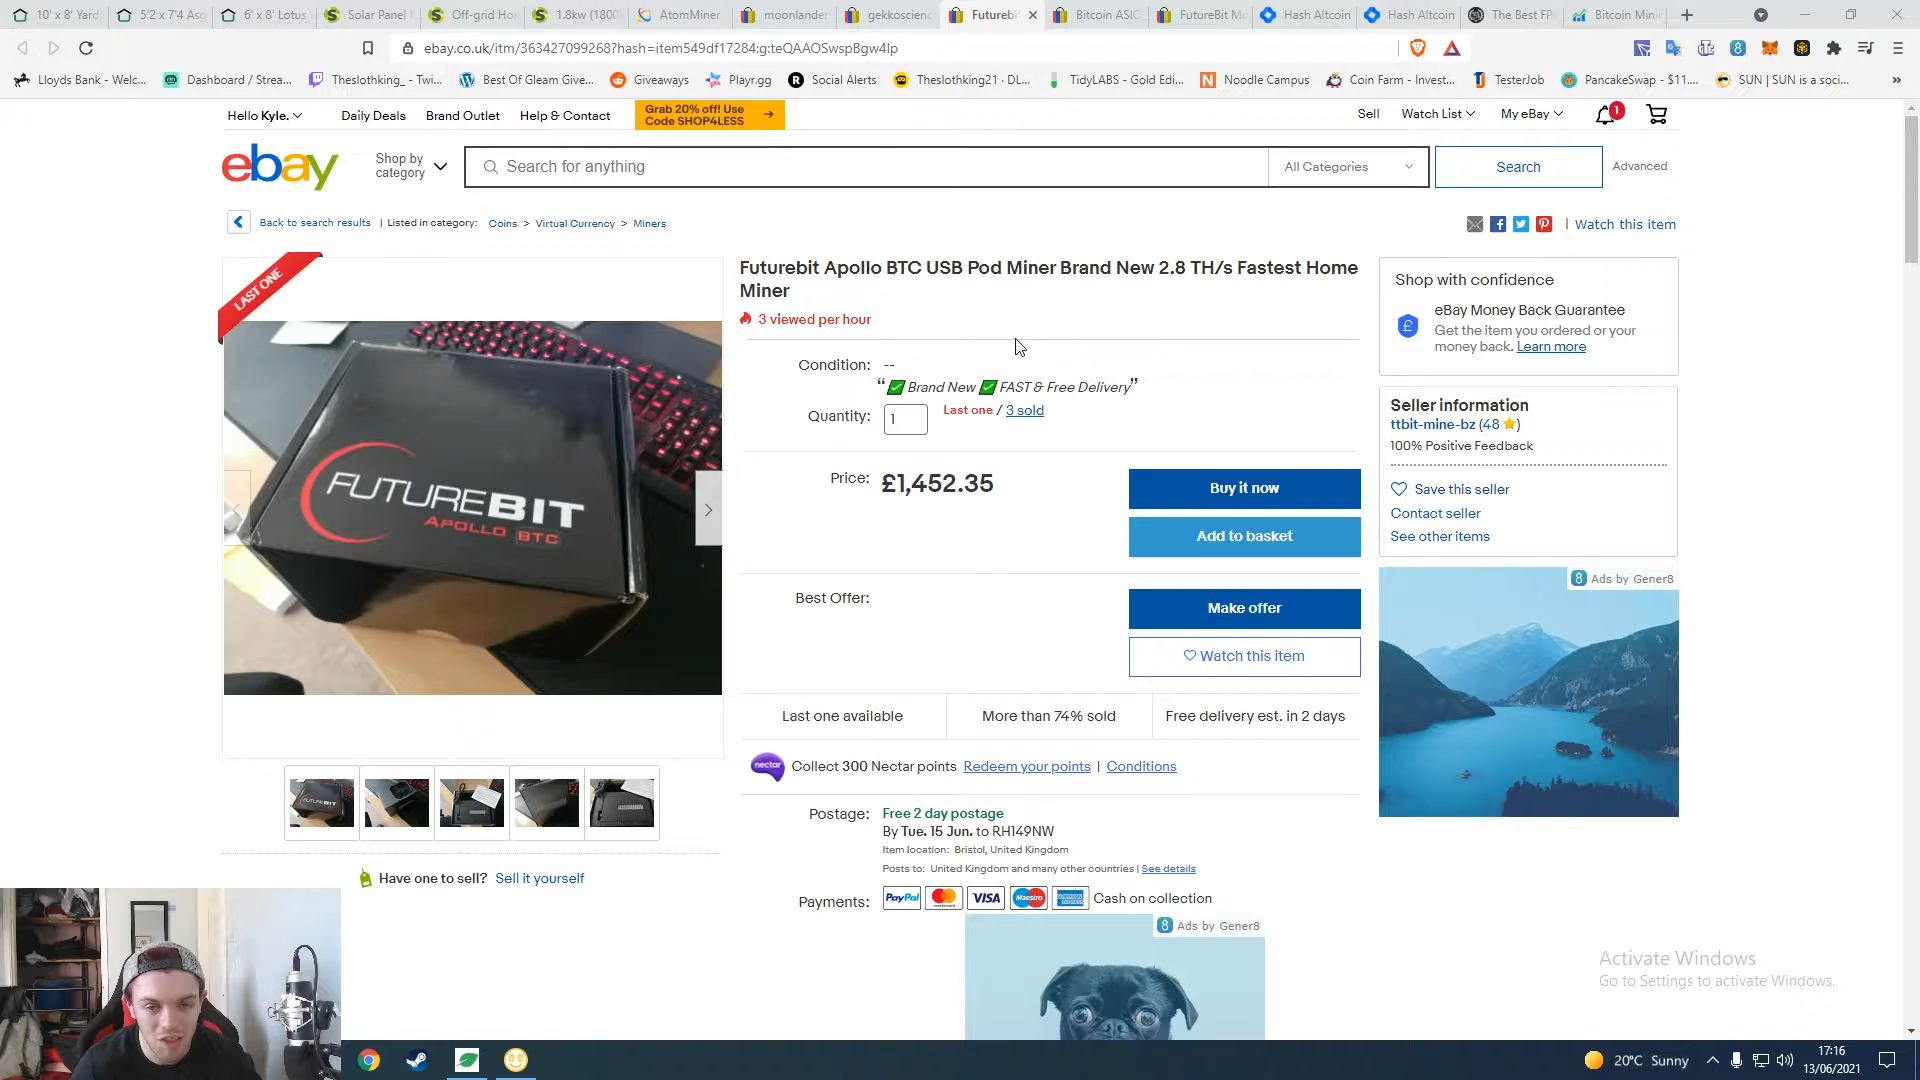 10' x 8' Yard
5'2 x 7'4 Asg
6' x 8' Lotus
Solar Panel
Off-grid Ho
1.8kw (1800
AtomMiner
moonlander
gekkoscienc
Futurebi
Bitcoin ASIC
FutureBit Mo
Hash Altcoin
Hash Altcoin
The Best FP
Bitcoin Mini
ebay.co.uk/itm/363427099268?hash=item549df17284:g:teQAAOSwspBgw4lp
Lloyds Bank - Welc...
Dashboard / Strea...
Theslothking_ - Twi...
Best Of Gleam Give...
Giveaways
Playr.gg
Social Alerts
Theslothking21 · DL...
TidyLABS - Gold Edi...
Noodle Campus
Coin Farm - Invest...
TesterJob
PancakeSwap - $11....
SUN | SUN is a soci...
»
Hello Kyle.
Daily Deals
Brand Outlet
Help & Contact
Grab 20% off! Use
Code SHOP4LESS
Sell
Watch List
My eBay
1
ebay
Shop by
category
Search for anything
All Categories
Search
Advanced
Back to search results | Listed in category: Coins > Virtual Currency > Miners
| Watch this item
LAST ONE
FUTUREBIT
APOLLO BTC
Futurebit Apollo BTC USB Pod Miner Brand New 2.8 TH/s Fastest Home
Miner
3 viewed per hour
Condition: --
“✅ Brand New ✅ FAST & Free Delivery”
Quantity: 1 Last one / 3 sold
Price: £1,452.35
Buy it now
Add to basket
Best Offer:
Make offer
Watch this item
Last one available
More than 74% sold
Free delivery est. in 2 days
nectar
Collect 300 Nectar points Redeem your points | Conditions
Postage: Free 2 day postage
By Tue. 15 Jun. to RH149NW
Item location: Bristol, United Kingdom
Posts to: United Kingdom and many other countries | See details
Payments: PayPal VISA Maestro Cash on collection
8 Ads by Gener8
Have one to sell? Sell it yourself
Shop with confidence
eBay Money Back Guarantee
Get the item you ordered or your
money back. Learn more
Seller information
ttbit-mine-bz (48 ⭐)
100% Positive Feedback
Save this seller
Contact seller
See other items
8 Ads by Gener8
Activate Windows
Go to Settings to activate Windows.
20°C Sunny
17:16
13/06/2021